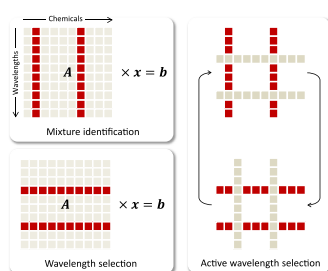 Chemicals
Wavelengths
A
× x = b
Mixture identification
A
× x = b
Wavelength selection
Active wavelength selection